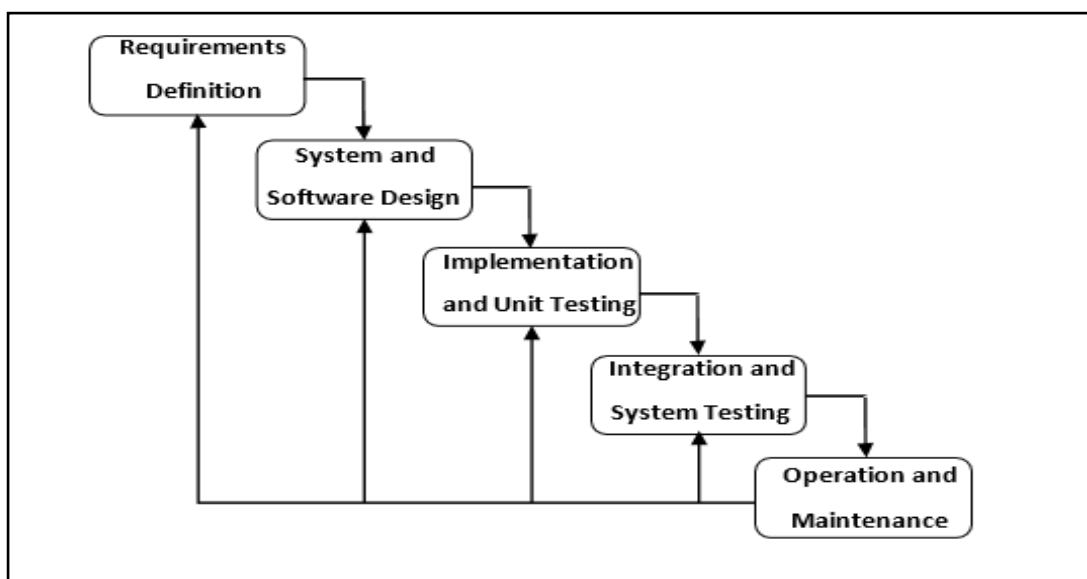 Requirements
Definition
System and
Software Design
Implementation
and Unit Testing
Integration and
System Testing
Operation and
Maintenance